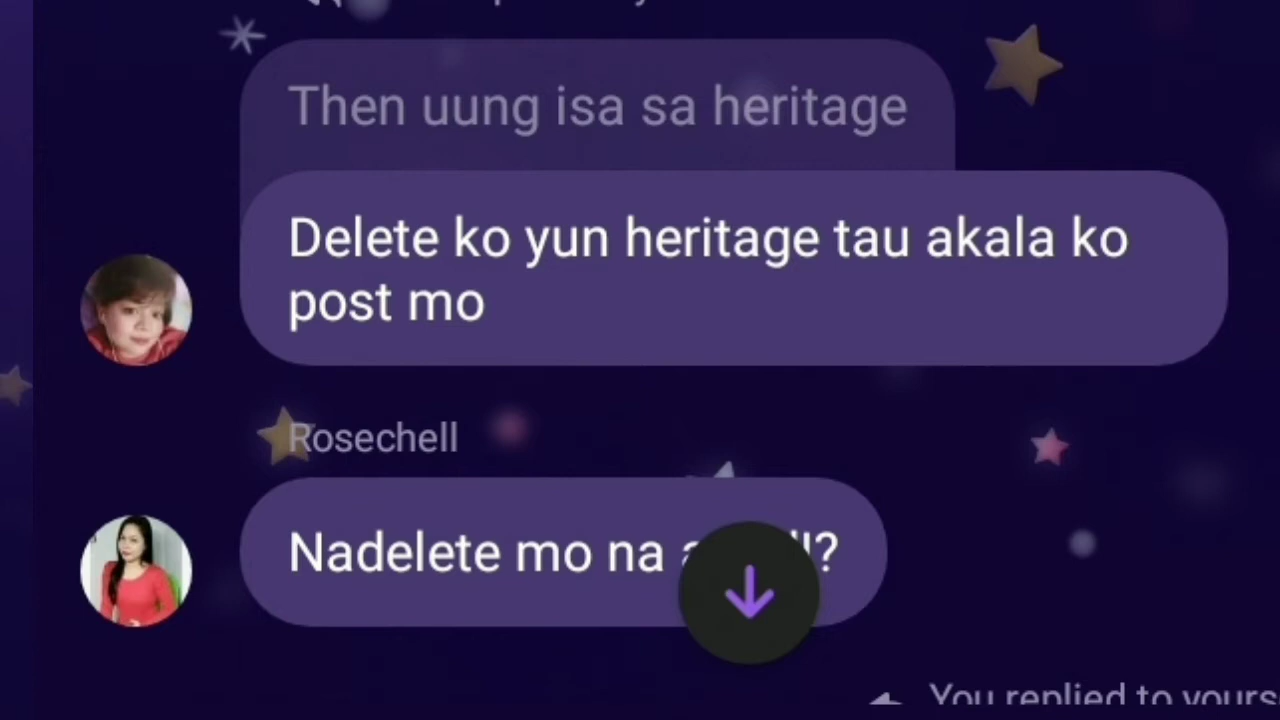 Then uung isa sa heritage
Delete ko yun heritage tau akala ko
post mo
Rosechell
Nadelete mo na
You replied to yours